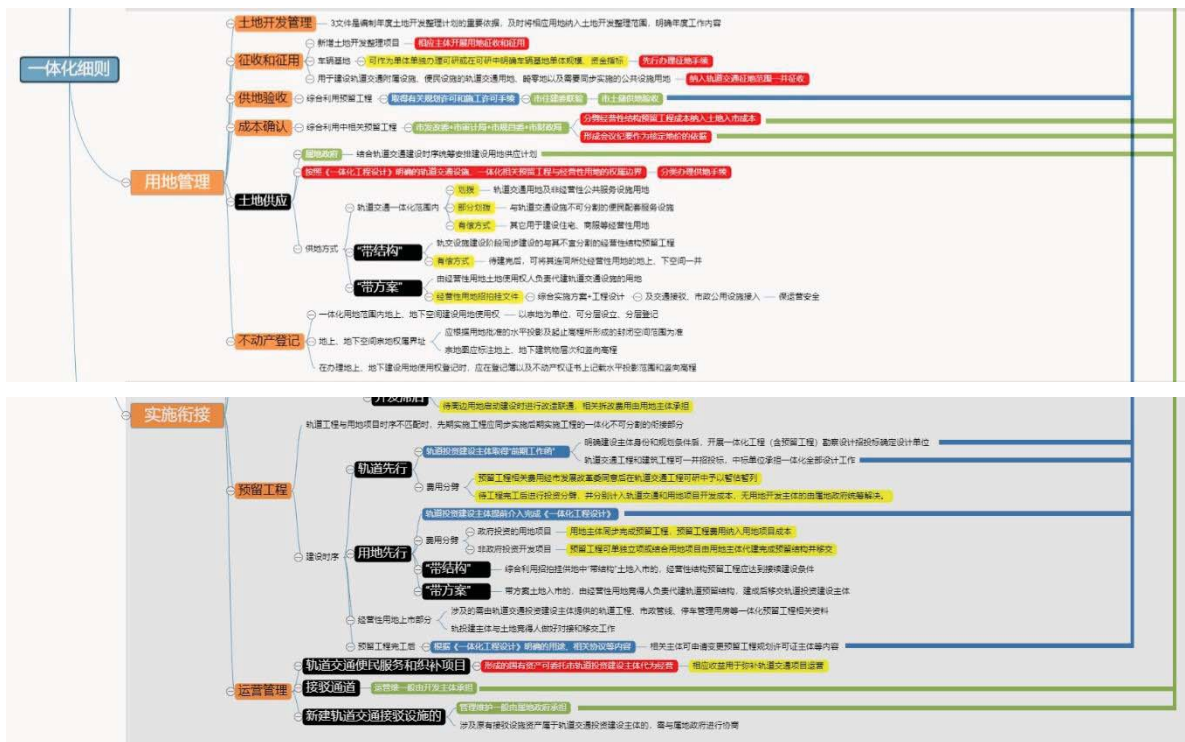 一体化细则
用地管理
土地开发管理
3文件是编制年度土地开发整理计划的重要依据，及时将相应用地纳入土地开发整理范围，明确年度工作内容
征收和征用
新增土地开发整理项目
相应主体开展用地征收和征用
车辆基地
可作为单体单独办理可研或在可研中明确车辆基地单体规模、资金指标
先行办理征地手续
用于建设轨道交通附属设施、便民设施的轨道交通用地、畸零地以及需要同步实施的公共设施用地
纳入轨道交通征地范围一并征收
供地验收
综合利用预留工程
取得有关规划许可和施工许可手续
市住建委联验
市土储供地验收
成本确认
综合利用中相关预留工程
市发改委+市审计局+市规自委+市财政局
分劈经营性结构预留工程成本纳入土地入市成本
形成会议纪要作为核定地价的依据
土地供应
属地政府
结合轨道交通建设时序统筹安排建设用地供应计划
按照《一体化工程设计》明确的轨道交通设施、一体化相关预留工程与经营性用地的权属边界
分类办理供地手续
供地方式
轨道交通一体化范围内
划拨
轨道交通用地及非经营性公共服务设施用地
部分划拨
与轨道交通设施不可分割的便民配套服务设施
有偿方式
其它用于建设住宅、商服等经营性用地
“带结构”
轨交设施建设阶段同步建设的与其不宜分割的经营性结构预留工程
有偿方式
待建完后，可将其连同所处经营性用地的地上、下空间一并
“带方案”
由经营性用地土地使用权人负责代建轨道交通设施的用地
经营性用地招拍挂文件
综合实施方案+工程设计
及交通接驳、市政公用设施接入
保运营安全
不动产登记
一体化用地范围内地上、地下空间建设用地使用权
以宗地为单位，可分层设立、分层登记
地上、地下空间宗地权属界址
应根据用地批准的水平投影及起止高程所形成的封闭空间范围为准
宗地图应标注地上、地下建筑物层次和竖向高程
在办理地上、地下建设用地使用权登记时，应在登记簿以及不动产权证书上记载水平投影范围和竖向高程
实施衔接
待周边用地启动建设时进行改造联通，相关拆改费用由用地主体承担
预留工程
轨道工程与用地项目时序不匹配时，先期实施工程应同步实施后期实施工程的一体化不可分割的衔接部分
建设时序
轨道先行
轨道投资建设主体取得“前期工作函”
明确建设主体身份和规划条件后，开展一体化工程（含预留工程）勘察设计招投标确定设计单位
轨道交通工程和建筑工程可一并招投标，中标单位承担一体化全部设计工作
费用分劈
预留工程相关费用经市发展改革委同意后在轨道交通工程可研中予以暂估暂列
待工程完工后进行投资分劈，并分别计入轨道交通和用地项目开发成本，无用地开发主体的由属地政府统筹解决。
用地先行
轨道投资建设主体提前介入完成《一体化工程设计》
费用分劈
政府投资的用地项目
用地主体同步完成预留工程，预留工程费用纳入用地项目成本
非政府投资开发项目
预留工程可单独立项或结合用地项目由用地主体代建完成预留结构并移交
“带结构”
综合利用招拍挂供地中“带结构”土地入市的，经营性结构预留工程应达到接续建设条件
“带方案”
带方案土地入市的，由经营性用地竞得人负责代建轨道预留结构，建成后移交轨道投资建设主体
经营性用地上市部分
涉及的需由轨道交通投资建设主体提供的轨道工程、市政管线、停车管理用房等一体化预留工程相关资料
轨投建主体与土地竞得人做好对接和移交工作
预留工程完工后
根据《一体化工程设计》明确的用途、相关协议等内容
相关主体可申请变更预留工程规划许可证主体等内容
运营管理
轨道交通便民服务和织补项目
形成的国有资产可委托市轨道投资建设主体代为经营
相应收益用于弥补轨道交通项目运营
接驳通道
运营维一般由开发主体承担
新建轨道交通接驳设施的
管理维护一般由属地政府承担
涉及原有接驳设施资产属于轨道交通投资建设主体的，需与属地政府进行协商